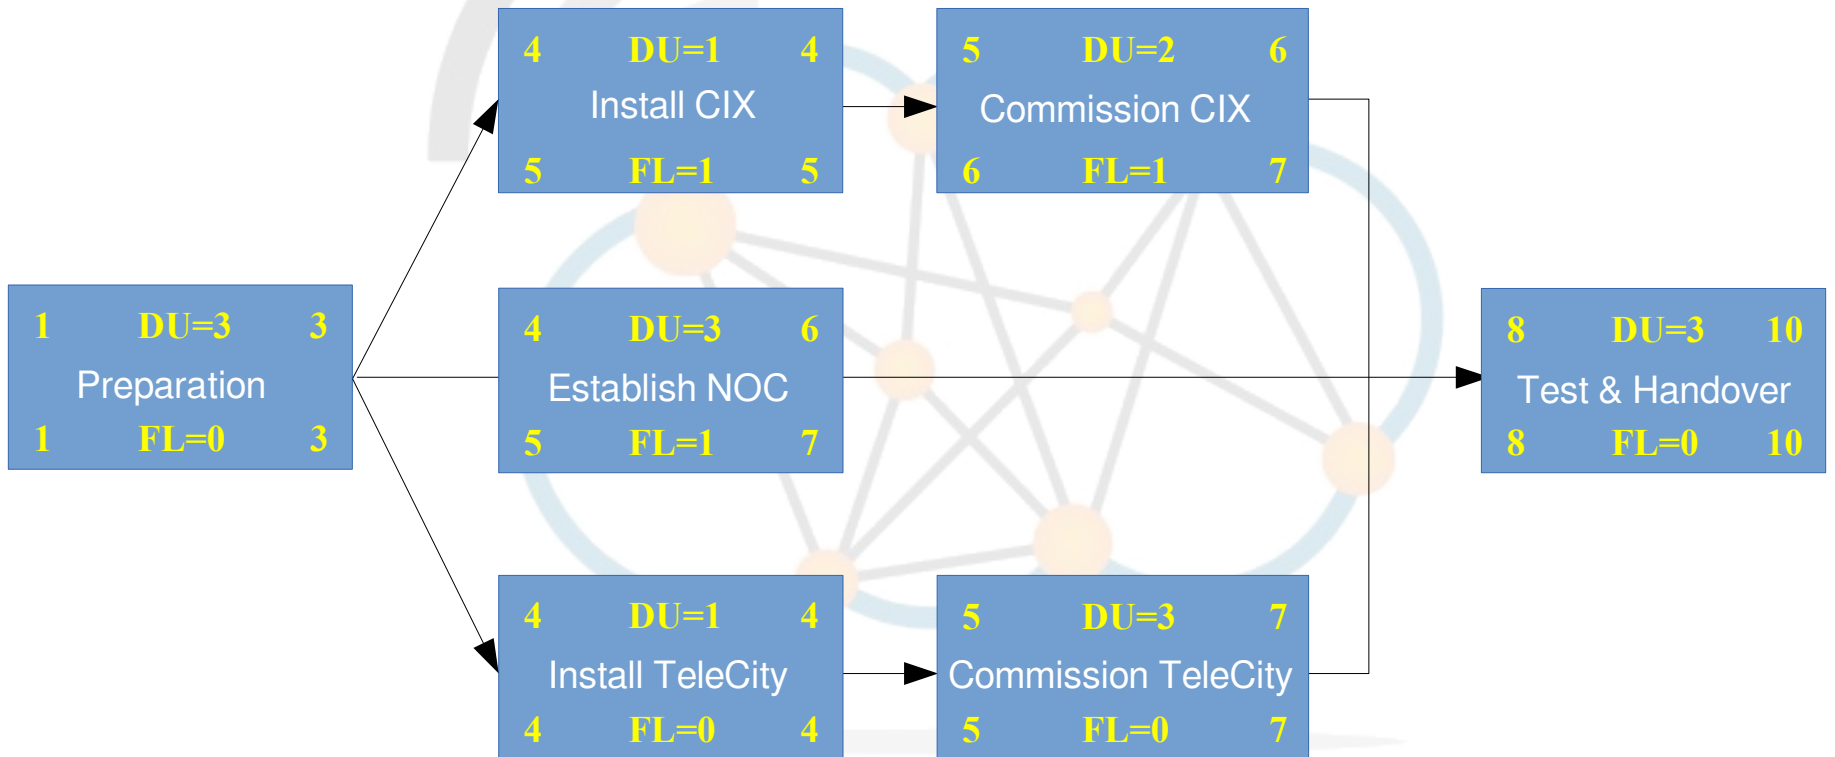 4 DU=1 4
Install CIX
5 FL=1 5
5 DU=2 6
Commission CIX
6 FL=1 7
1 DU=3 3
Preparation
1 FL=0 3
4 DU=3 6
Establish NOC
5 FL=1 7
8 DU=3 10
Test & Handover
8 FL=0 10
4 DU=1 4
Install TeleCity
4 FL=0 4
5 DU=3 7
Commission TeleCity
5 FL=0 7